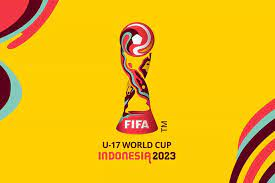 FIFA
TM
U-17 WORLD CUP
INDONESIA 2023